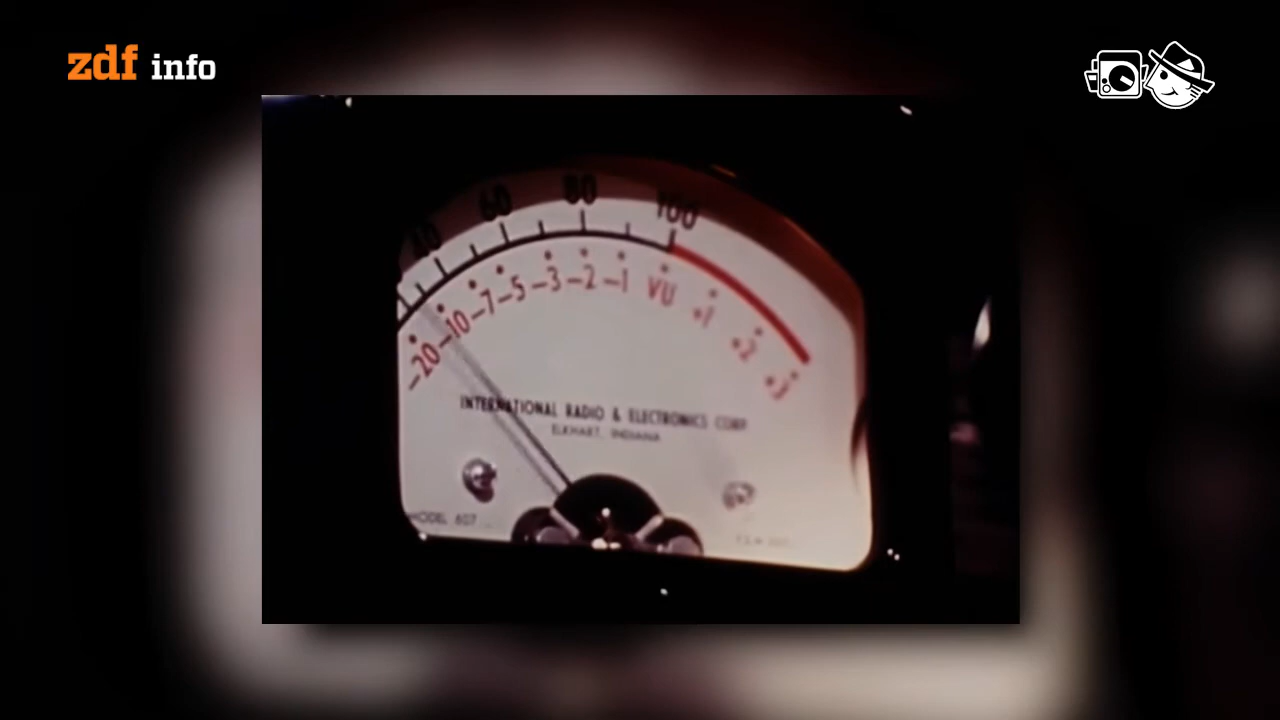 zdf info
40 60 80 100
–20 –10 –7 –5 –3 –2 –1 VU +1 +2 +3
INTERNATIONAL RADIO & ELECTRONICS CORP.
ELKHART, INDIANA
MODEL 607